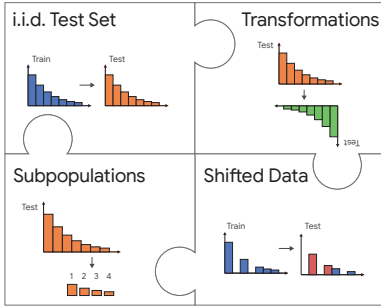 i.i.d. Test Set
Train
Test
Transformations
Test
Test
Subpopulations
Test
1 2 3 4
Shifted Data
Train
Test